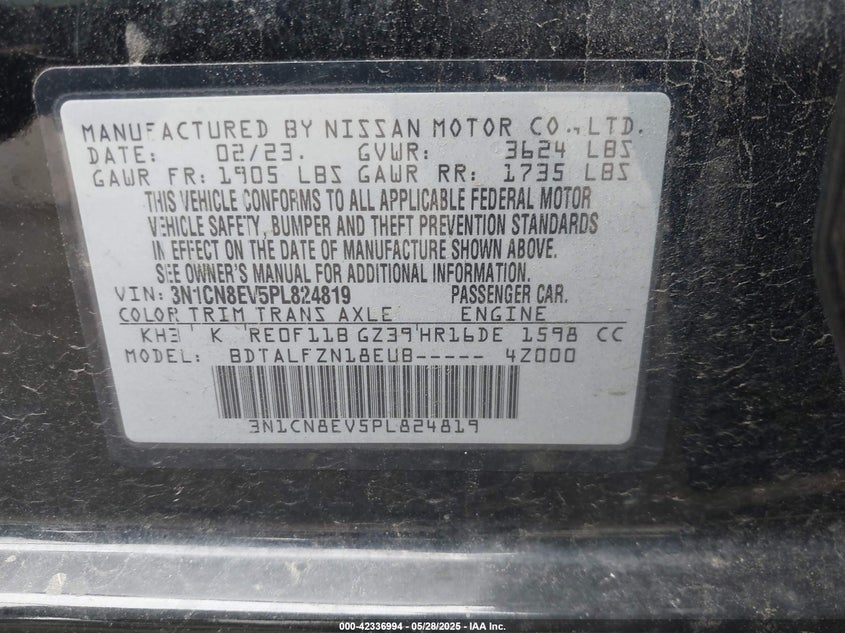 MANUFACTURED BY NISSAN MOTOR CO.,LTD.
DATE: 02/23. GVWR: 3624 LBS
GAWR FR: 1905 LBS GAWR RR: 1735 LBS
THIS VEHICLE CONFORMS TO ALL APPLICABLE FEDERAL MOTOR
VEHICLE SAFETY, BUMPER AND THEFT PREVENTION STANDARDS
IN EFFECT ON THE DATE OF MANUFACTURE SHOWN ABOVE.
SEE OWNER'S MANUAL FOR ADDITIONAL INFORMATION.
VIN: 3N1CN8EV5PL824819 PASSENGER CAR.
COLOR TRIM TRANS AXLE ENGINE
KH3 K RE0F11B GZ39 HR16DE 1598 CC
MODEL: BDTALFZN18EUB----- 4Z000
3N1CN8EV5PL824819
000-42336994 - 05/28/2025 - IAA Inc.